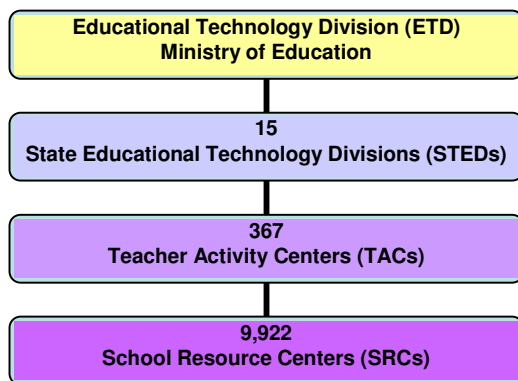 Educational Technology Division (ETD)
Ministry of Education
15
State Educational Technology Divisions (STEDs)
367
Teacher Activity Centers (TACs)
9,922
School Resource Centers (SRCs)